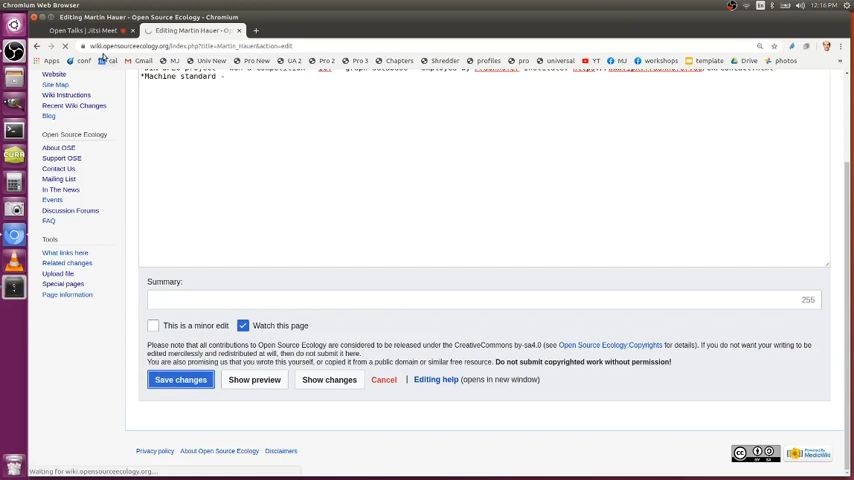 Chromium Web Browser
12:16 PM
Editing Martin Hauer - Open Source Ecology - Chromium
Open Talks | Jitsi Meet
Editing Martin Hauer -
wiki.opensourceecology.org/index.php?title=Martin_Hauer&action=edit
Apps
conf
cal
Gmail
MJ
Univ New
Pro New
UA 2
Pro 2
Pro 3
Chapters
Shredder
profiles
pro
universal
YT
MJ
workshops
template
Drive
photos
*Machine standard -
Website
Site Map
Wiki Instructions
Recent Wiki Changes
Blog
Open Source Ecology
About OSE
Support OSE
Contact Us
Mailing List
In The News
Events
Discussion Forums
FAQ
Tools
What links here
Related changes
Upload file
Special pages
Page information
Summary:
255
This is a minor edit
Watch this page
Please note that all contributions to Open Source Ecology are considered to be released under the CreativeCommons by-sa4.0 (see Open Source Ecology:Copyrights for details). If you do not want your writing to be
edited mercilessly and redistributed at will, then do not submit it here.
You are also promising us that you wrote this yourself, or copied it from a public domain or similar free resource. Do not submit copyrighted work without permission!
Save changes
Show preview
Show changes
Cancel
Editing help (opens in new window)
Privacy policy
About Open Source Ecology
Disclaimers
Waiting for wiki.opensourceecology.org...